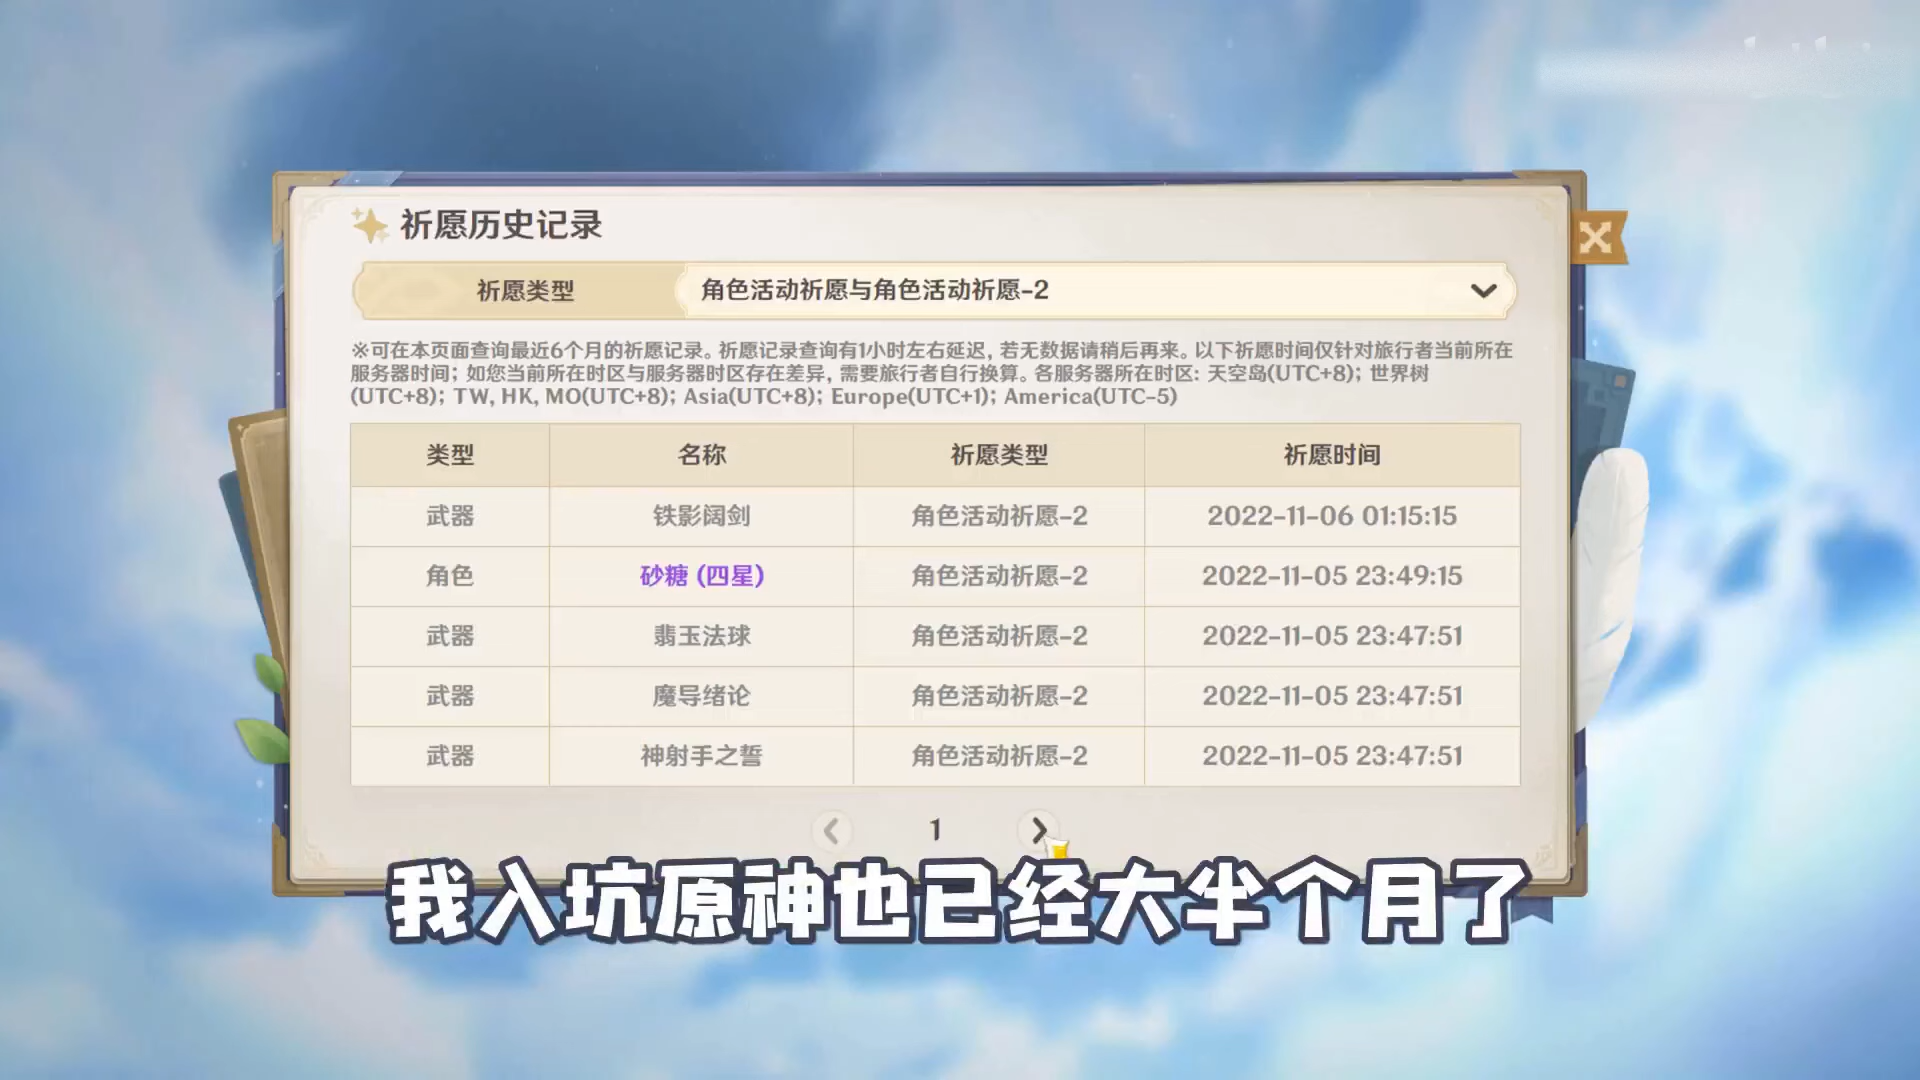 祈愿历史记录
祈愿类型 角色活动祈愿与角色活动祈愿-2
※可在本页面查询最近6个月的祈愿记录。祈愿记录查询有1小时左右延迟，若无数据请稍后再来。以下祈愿时间仅针对旅行者当前所在
服务器时间；如您当前所在时区与服务器时区存在差异，需要旅行者自行换算。各服务器所在时区：天空岛(UTC+8)；世界树
(UTC+8)；TW, HK, MO(UTC+8)；Asia(UTC+8)；Europe(UTC+1)；America(UTC-5)
类型 名称 祈愿类型 祈愿时间
武器 铁影阔剑 角色活动祈愿-2 2022-11-06 01:15:15
角色 砂糖 (四星) 角色活动祈愿-2 2022-11-05 23:49:15
武器 翡玉法球 角色活动祈愿-2 2022-11-05 23:47:51
武器 魔导绪论 角色活动祈愿-2 2022-11-05 23:47:51
武器 神射手之誓 角色活动祈愿-2 2022-11-05 23:47:51
1
我入坑原神也已经大半个月了